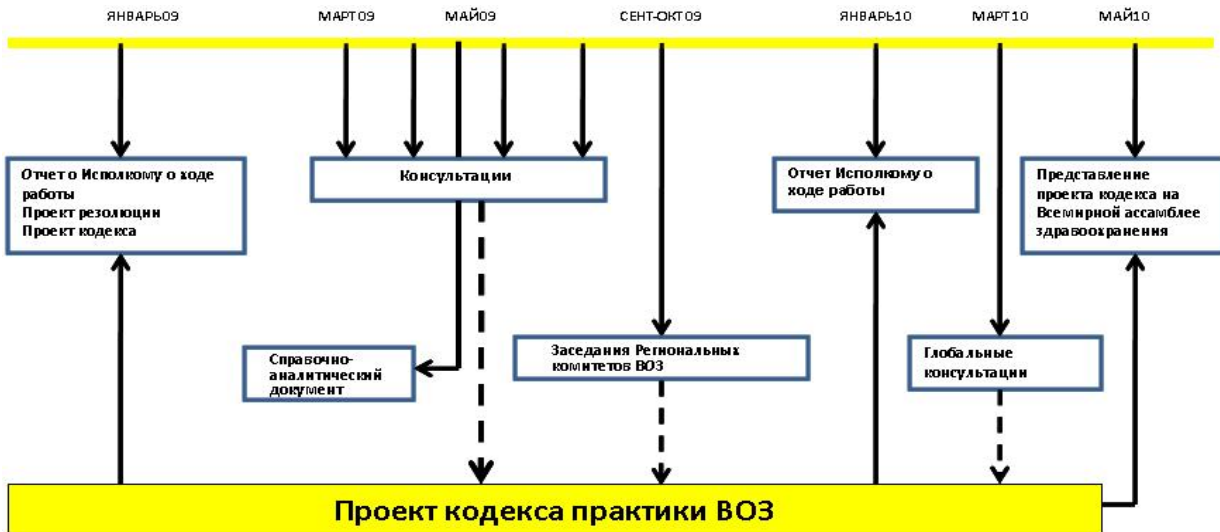 ЯНВАРЬ09 МАРТ09 МАЙ09 СЕНТ-ОКТ09 ЯНВАРЬ10 МАРТ10 МАЙ10
Отчет о Исполкому о ходе
работы
Проект резолюции
Проект кодекса
Консультации
Отчет Исполкому о
ходе работы
Представление
проекта кодекса на
Всемирной ассамблее
здравоохранения
Справочно-
аналитический
документ
Заседания Региональных
комитетов ВОЗ
Глобальные
консультации
Проект кодекса практики ВОЗ